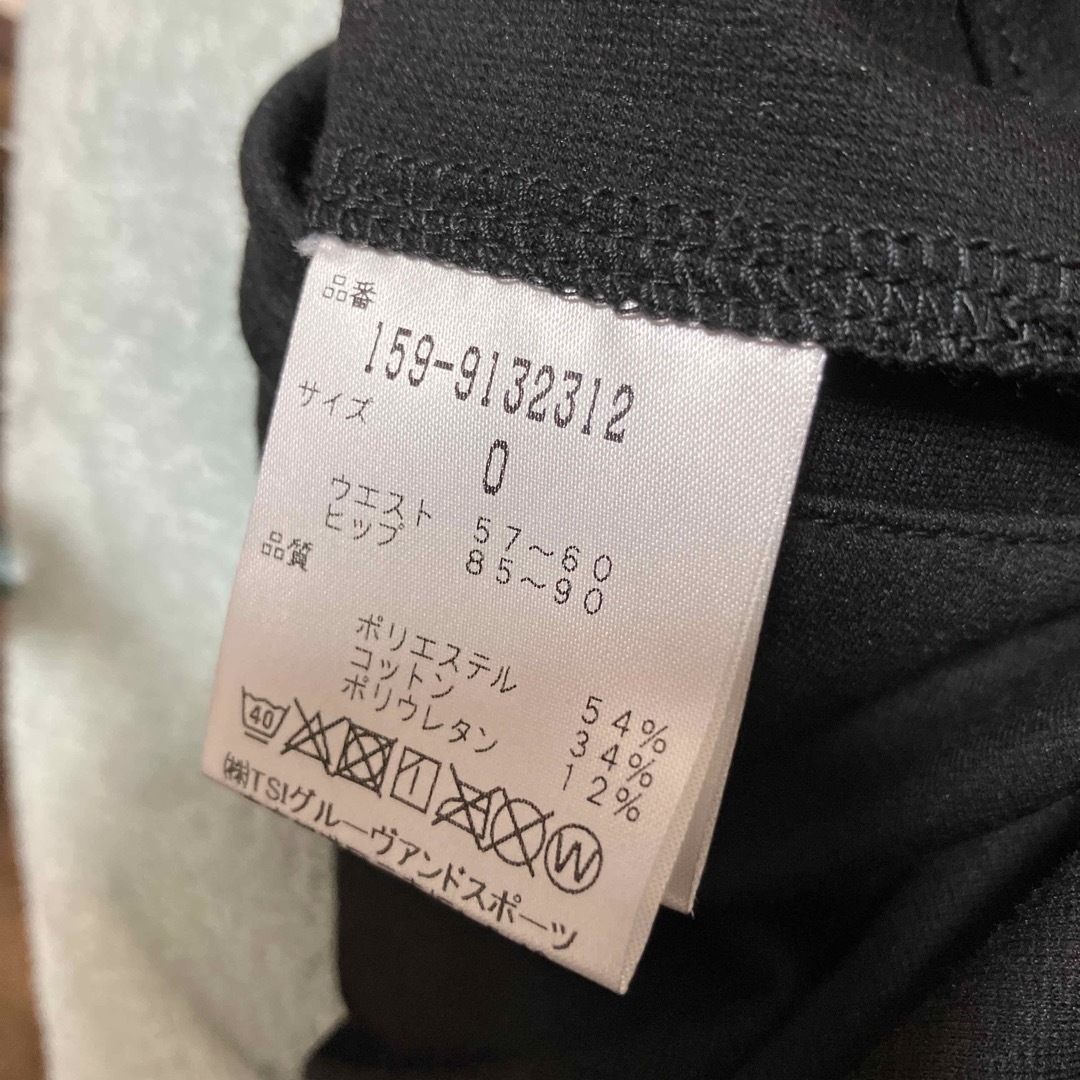 品番
159-9132312
サイズ
0
ウエスト 57~60
ヒップ 85~90
品質
ポリエステル 54%
コットン 34%
ポリウレタン 12%
40
W
㈱TSIグルーヴアンドスポーツ